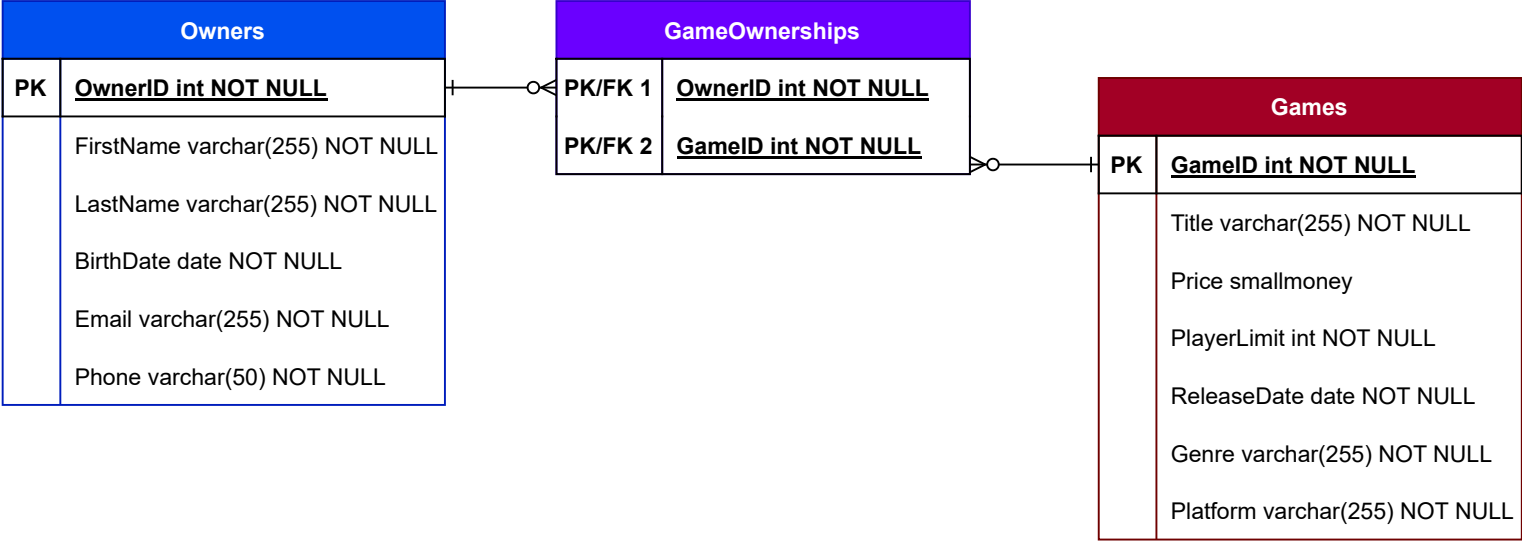 Owners
PK OwnerID int NOT NULL
FirstName varchar(255) NOT NULL
LastName varchar(255) NOT NULL
BirthDate date NOT NULL
Email varchar(255) NOT NULL
Phone varchar(50) NOT NULL
GameOwnerships
PK/FK 1 OwnerID int NOT NULL
PK/FK 2 GameID int NOT NULL
Games
PK GameID int NOT NULL
Title varchar(255) NOT NULL
Price smallmoney
PlayerLimit int NOT NULL
ReleaseDate date NOT NULL
Genre varchar(255) NOT NULL
Platform varchar(255) NOT NULL